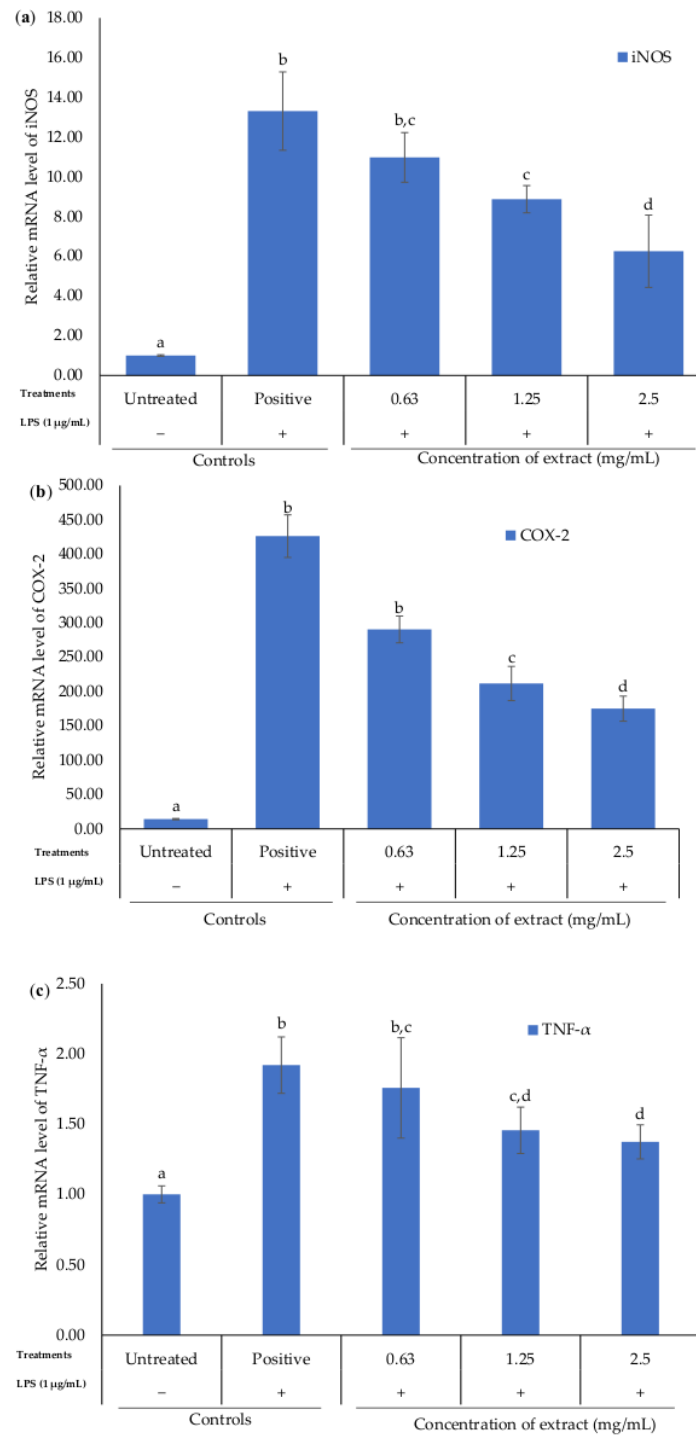 (a)
18.00
16.00
14.00
12.00
10.00
8.00
6.00
4.00
2.00
0.00
Relative mRNA level of iNOS
iNOS
a
b
b,c
c
d
Treatments Untreated Positive 0.63 1.25 2.5
LPS (1 µg/mL) − + + + +
Controls Concentration of extract (mg/mL)
(b)
500.00
450.00
400.00
350.00
300.00
250.00
200.00
150.00
100.00
50.00
0.00
Relative mRNA level of COX-2
COX-2
a
b
b
c
d
Treatments Untreated Positive 0.63 1.25 2.5
LPS (1 µg/mL) − + + + +
Controls Concentration of extract (mg/mL)
(c)
2.50
2.00
1.50
1.00
0.50
0.00
Relative mRNA level of TNF-α
TNF-α
a
b
b,c
c,d
d
Treatments Untreated Positive 0.63 1.25 2.5
LPS (1 µg/mL) − + + + +
Controls Concentration of extract (mg/mL)